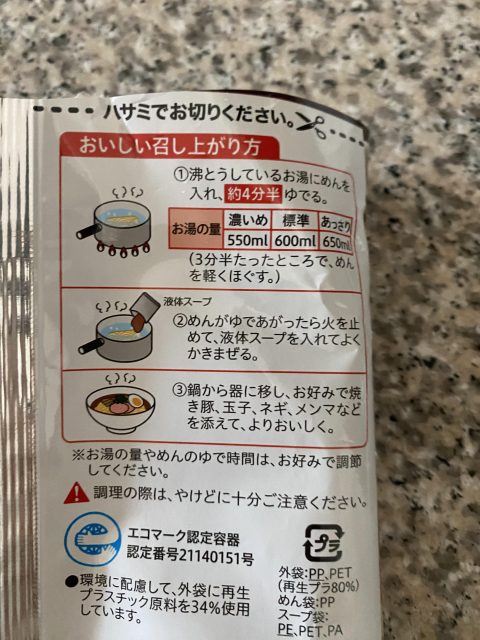 ハサミでお切りください。
おいしい召し上がり方
①沸とうしているお湯にめんを
入れ、約4分半ゆでる。
お湯の量 濃いめ 標準 あっさり
550ml 600ml 650ml
(3分半たったところで、めん
を軽くほぐす。)
液体スープ
②めんがゆであがったら火を止
めて、液体スープを入れてよく
かきまぜる。
③鍋から器に移し、お好みで焼
き豚、玉子、ネギ、メンマなど
を添えて、よりおいしく。
※お湯の量やめんのゆで時間は、お好みで調節
してください。
調理の際は、やけどに十分ご注意ください。
エコマーク認定容器
認定番号21140151号
●環境に配慮して、外袋に再生
プラスチック原料を34%使用
しています。
プラ
外袋:PP、PET
(再生プラ80%)
めん袋:PP
スープ袋:
PE、PET、PA